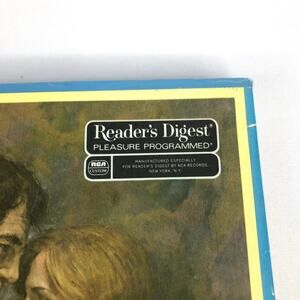 Reader's Digest®
PLEASURE PROGRAMMED®
RCA
CUSTOM
MANUFACTURED ESPECIALLY
FOR READER'S DIGEST BY RCA RECORDS,
NEW YORK, N.Y.